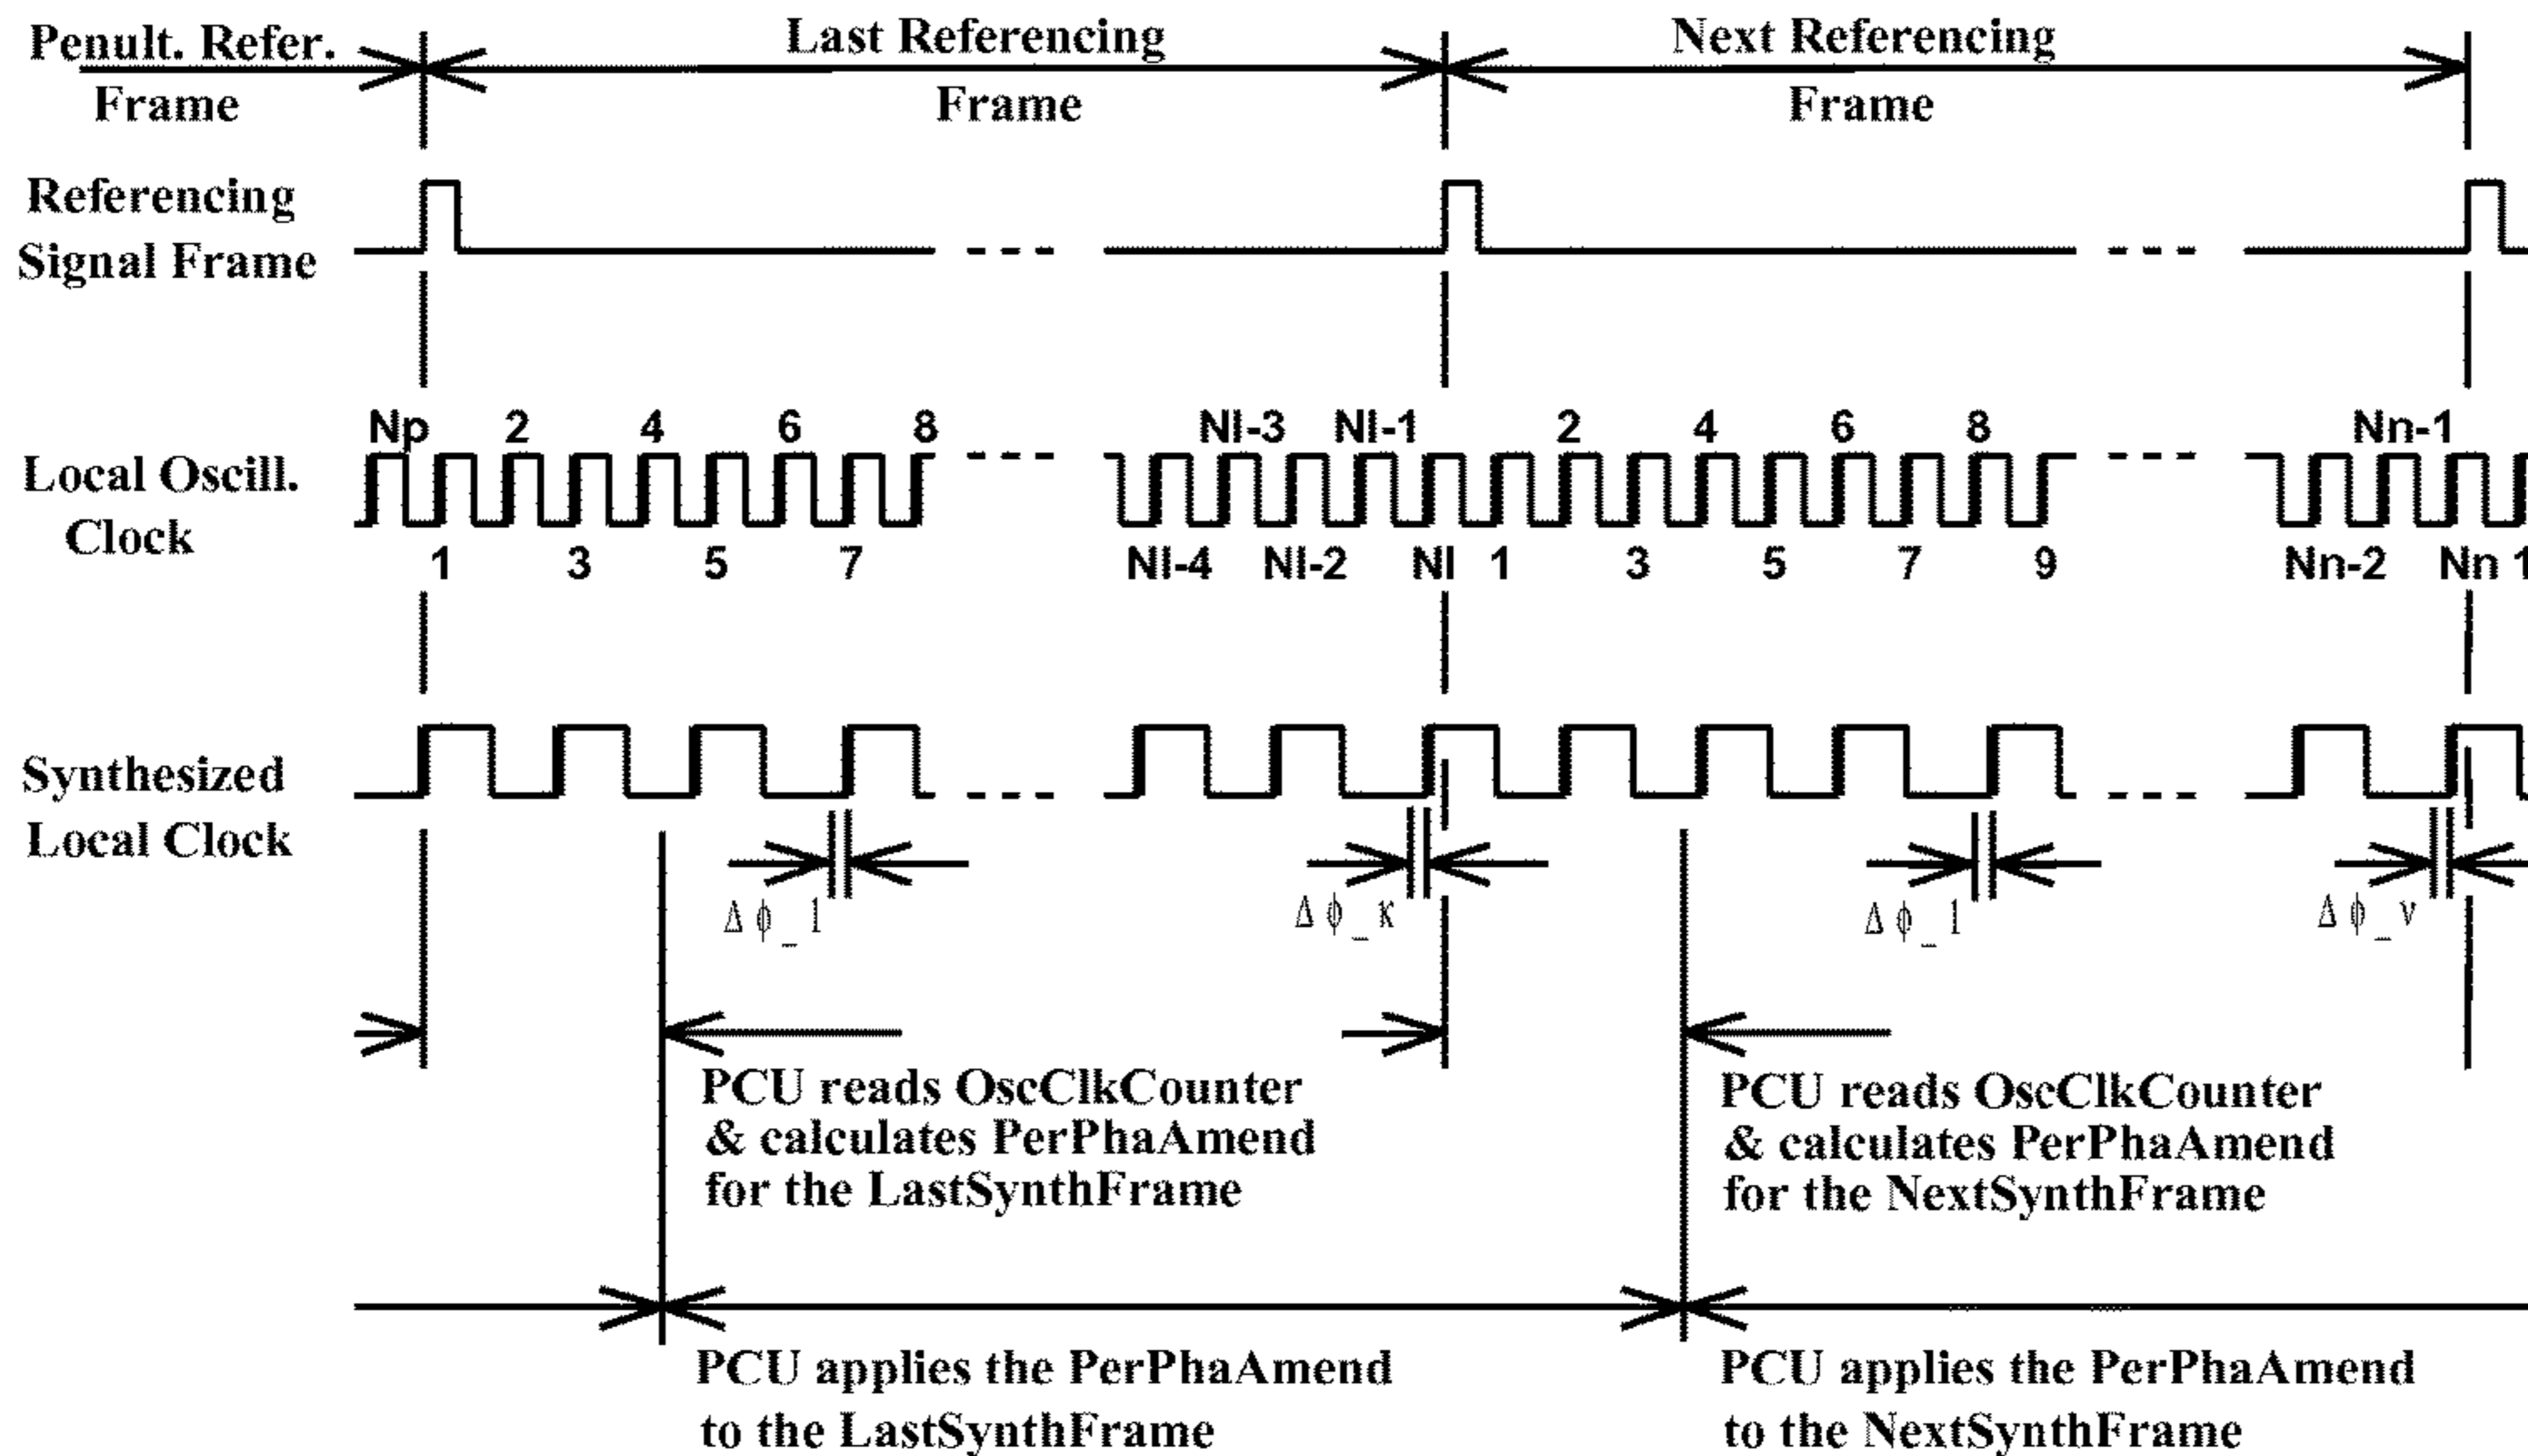 Penult. Refer.
Frame
Last Referencing
Frame
Next Referencing
Frame
Referencing
Signal Frame
Np 2 4 6 8 Nl-3 Nl-1 2 4 6 8 Nn-1
Local Oscill.
Clock
1 3 5 7 Nl-4 Nl-2 Nl 1 3 5 7 9 Nn-2 Nn 1
Synthesized
Local Clock
Δϕ_1 Δϕ_κ Δϕ_1 Δϕ_ν
PCU reads OscClkCounter
& calculates PerPhaAmend
for the LastSynthFrame
PCU reads OscClkCounter
& calculates PerPhaAmend
for the NextSynthFrame
PCU applies the PerPhaAmend
to the LastSynthFrame
PCU applies the PerPhaAmend
to the NextSynthFrame